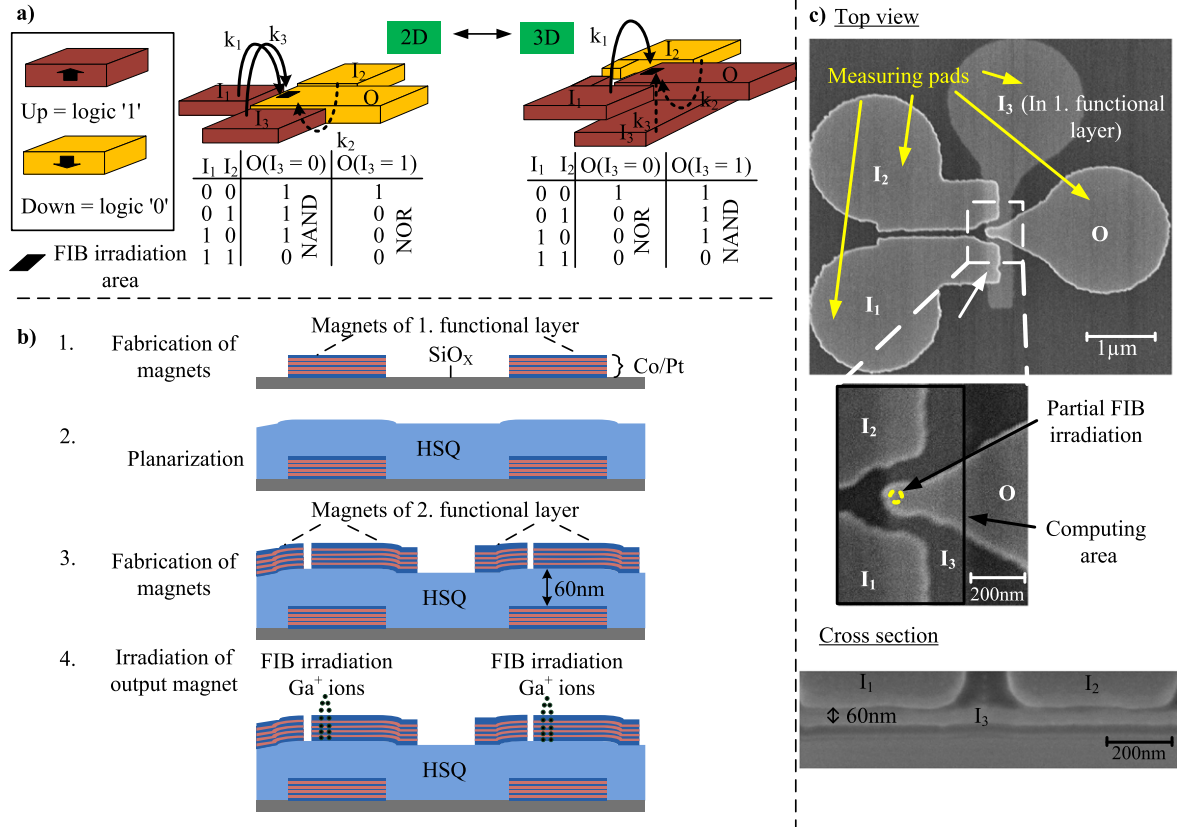 a)
Up = logic '1'
Down = logic '0'
FIB irradiation
area
2D
3D
k1
k3
I1
I2
I3
O
k2
I1 I2 O(I3 = 0) O(I3 = 1)
0 0 1 1
0 1 1 0
1 0 1 0
1 1 0 0
NAND
NOR
k1
I2
O
I1
k2
k3
I3
I1 I2 O(I3 = 0) O(I3 = 1)
0 0 1 1
0 1 0 1
1 0 0 1
1 1 0 0
NOR
NAND
b)
1. Fabrication of
magnets
Magnets of 1. functional layer
SiOX
Co/Pt
2. Planarization
HSQ
3. Fabrication of
magnets
Magnets of 2. functional layer
HSQ
60nm
4. Irradiation of
output magnet
FIB irradiation
Ga+ ions
FIB irradiation
Ga+ ions
HSQ
c) Top view
Measuring pads
I3 (In 1. functional
layer)
I2
O
I1
1µm
I2
Partial FIB
irradiation
O
Computing
area
I3
I1
200nm
Cross section
I1
I2
60nm
I3
200nm